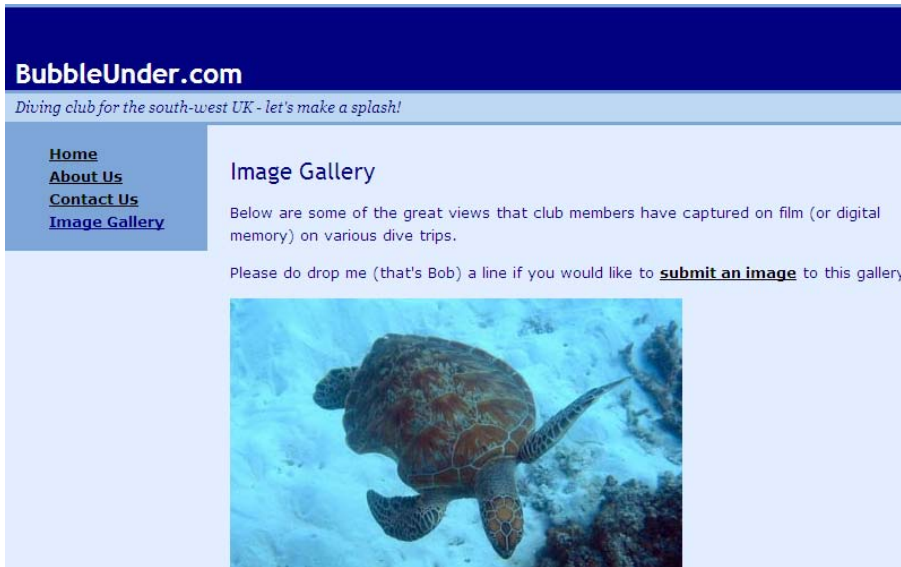 BubbleUnder.com
Diving club for the south-west UK - let's make a splash!
Home
About Us
Contact Us
Image Gallery
Image Gallery
Below are some of the great views that club members have captured on film (or digital
memory) on various dive trips.
Please do drop me (that's Bob) a line if you would like to submit an image to this gallery